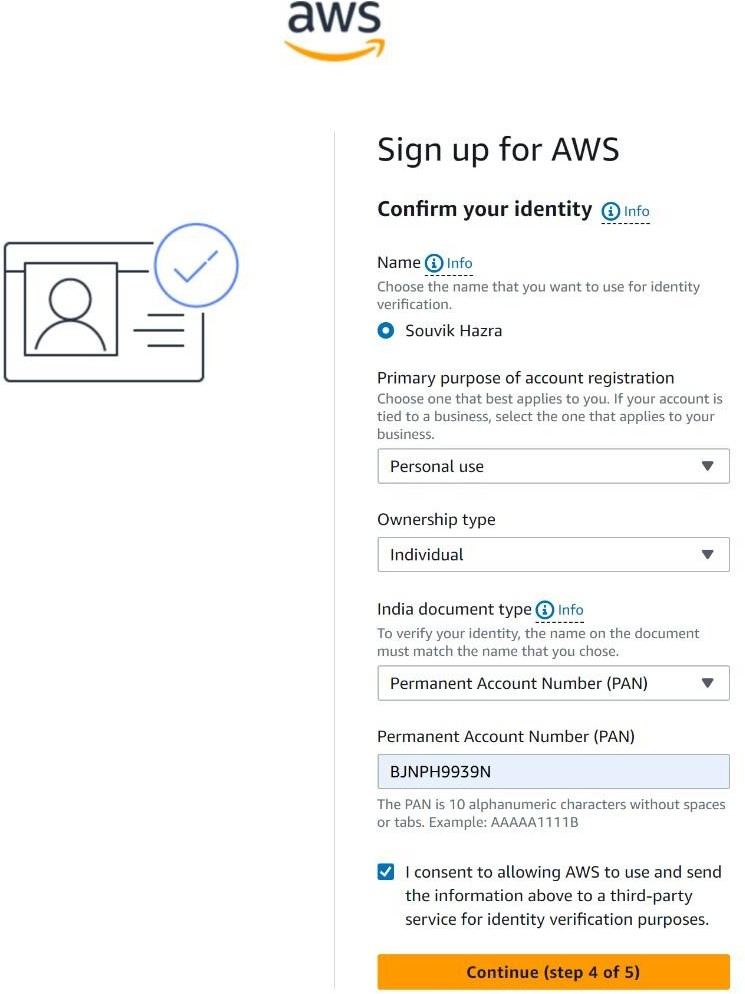 aws
Sign up for AWS
Confirm your identity Info
Name Info
Choose the name that you want to use for identity
verification.
Souvik Hazra
Primary purpose of account registration
Choose one that best applies to you. If your account is
tied to a business, select the one that applies to your
business.
Personal use
Ownership type
Individual
India document type Info
To verify your identity, the name on the document
must match the name that you chose.
Permanent Account Number (PAN)
Permanent Account Number (PAN)
BJNPH9939N
The PAN is 10 alphanumeric characters without spaces
or tabs. Example: AAAAA1111B
I consent to allowing AWS to use and send
the information above to a third-party
service for identity verification purposes.
Continue (step 4 of 5)